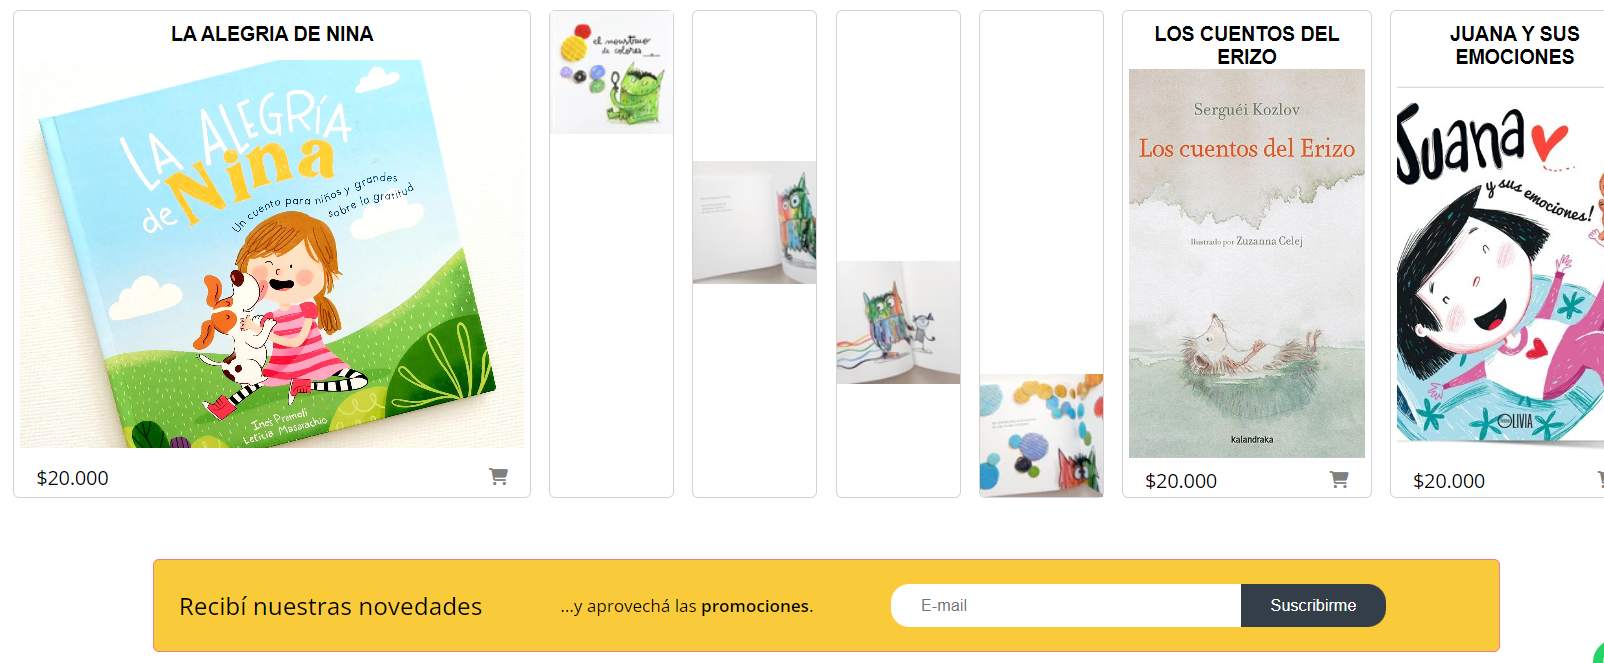 LA ALEGRIA DE NINA
LA ALEGRÍA
de Nina
Un cuento para niños y grandes
sobre la gratitud
Inés Premoli
Leticia Masarachio
$20.000
el monstruo
de colores
LOS CUENTOS DEL
ERIZO
Serguéi Kozlov
Los cuentos del Erizo
Ilustrado por Zuzanna Celej
kalandraka
$20.000
JUANA Y SUS
EMOCIONES
Juana
y sus emociones!
OLIVIA
$20.000
Recibí nuestras novedades
...y aprovechá las promociones.
E-mail
Suscribirme